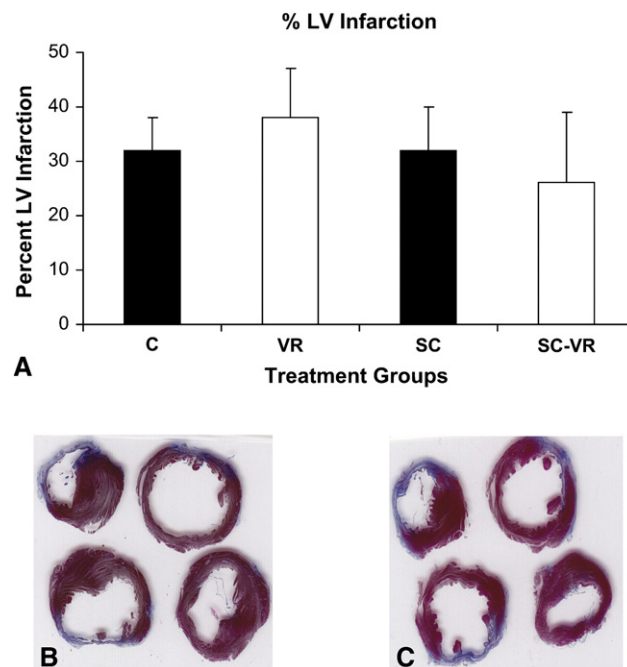 % LV Infarction
Percent LV Infarction
50
40
30
20
10
0
C VR SC SC-VR
Treatment Groups
A
B C